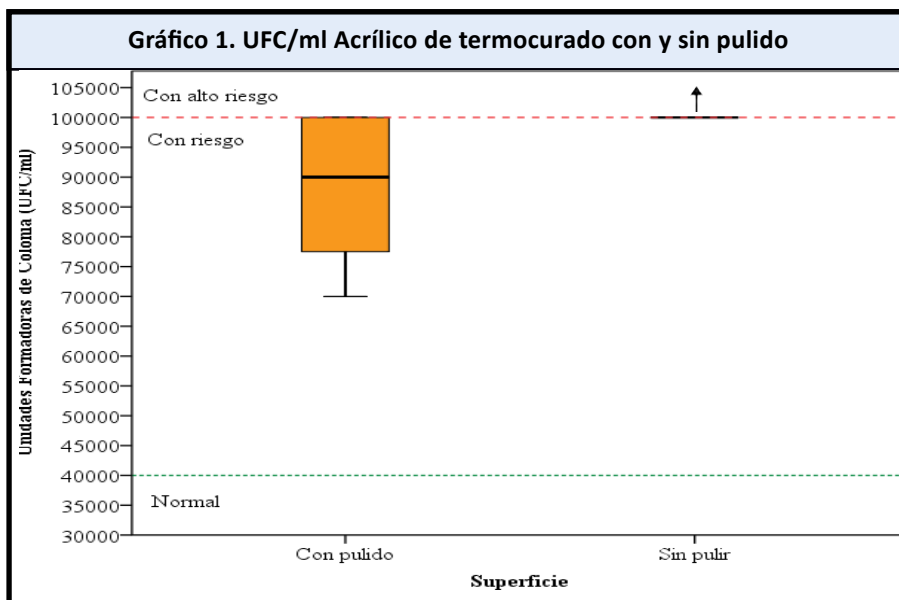 Gráfico 1. UFC/ml Acrílico de termocurado con y sin pulido
Unidades Formadoras de Colonia (UFC/ml)
105000
100000
95000
90000
85000
80000
75000
70000
65000
60000
55000
50000
45000
40000
35000
30000
Con alto riesgo
Con riesgo
Normal
Con pulido
Sin pulir
Superficie